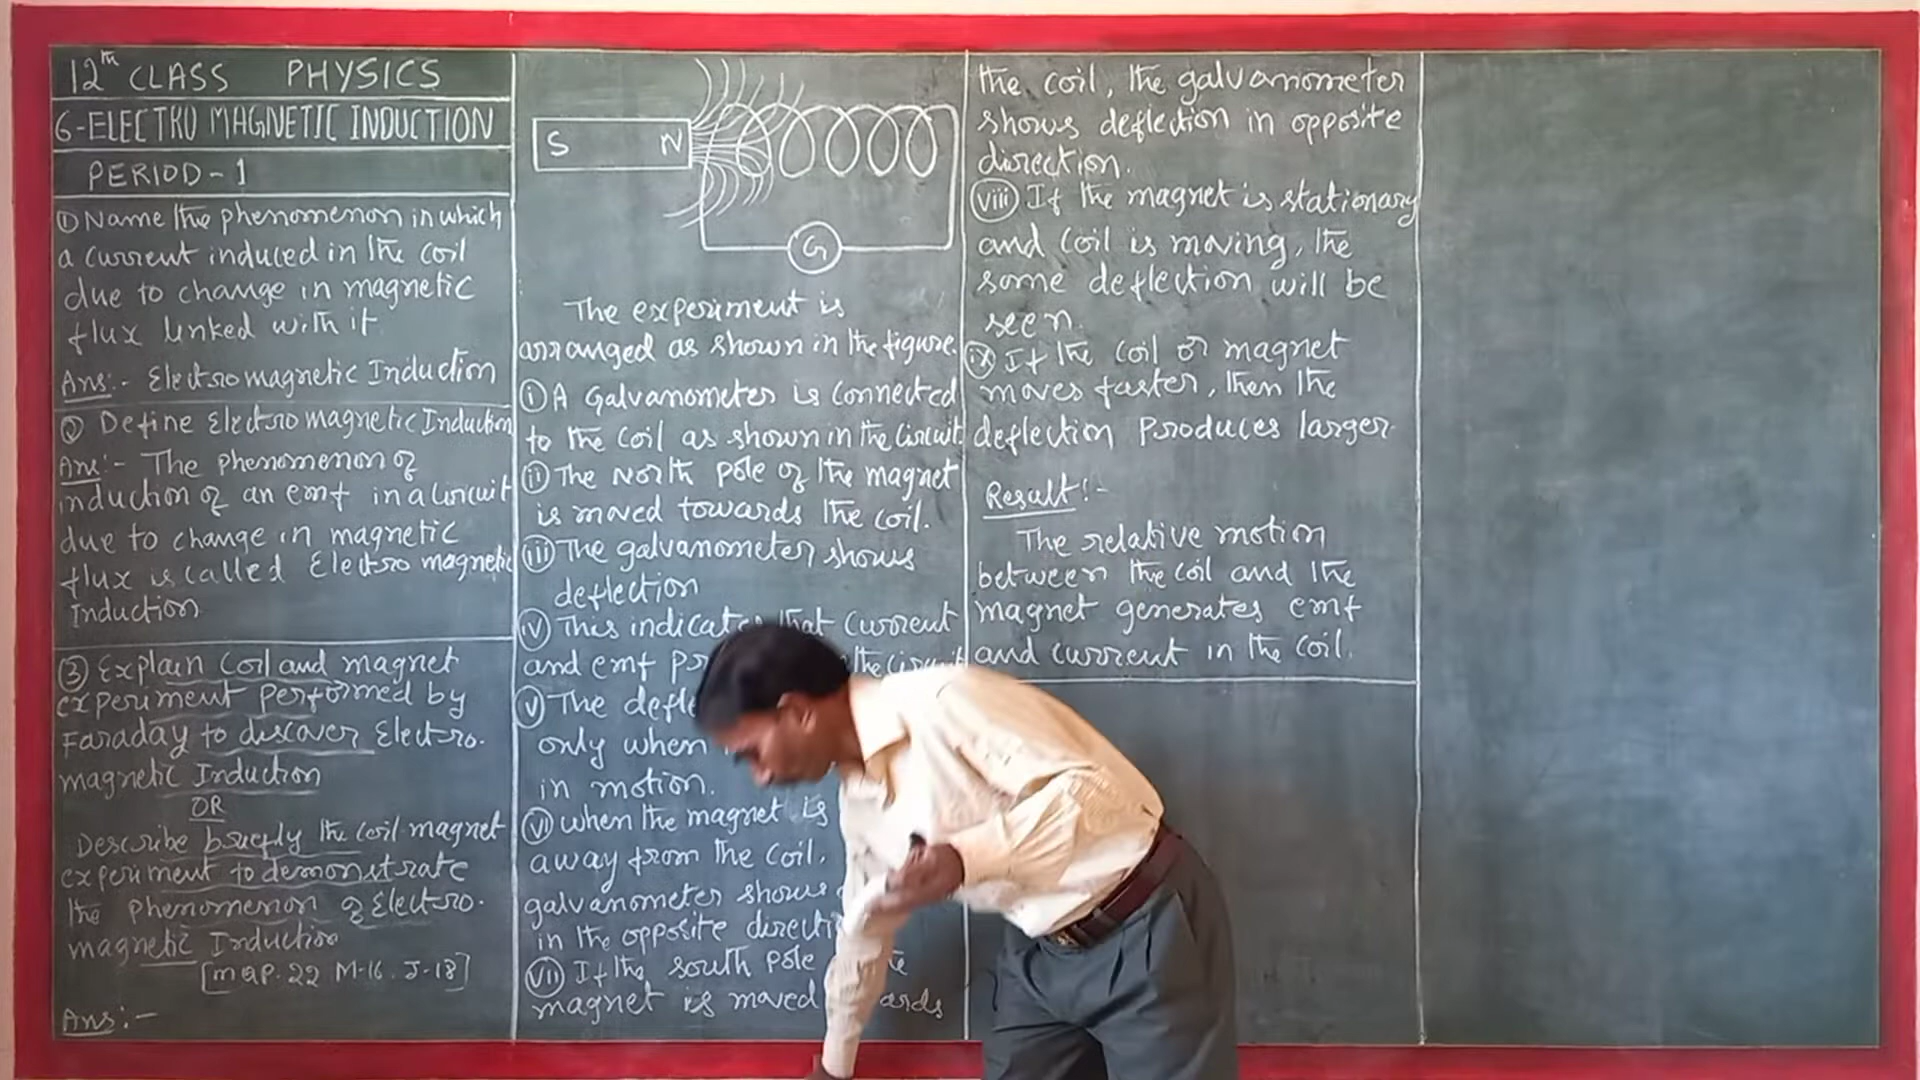 12th CLASS PHYSICS
6-ELECTRO MAGNETIC INDUCTION
PERIOD-1
① Name the phenomenon in which
a current induced in the coil
due to change in magnetic
flux linked with it
Ans:- Electromagnetic Induction
② Define Electro magnetic Induction
Ans:- The phenomenon of
induction of an emf in a Circuit
due to change in magnetic
flux is called Electro magnetic
Induction
③ Explain Coil and magnet
experiment performed by
Faraday to discover Electro.
magnetic Induction
OR
Describe briefly the Coil-magnet
experiment to demonstrate
the Phenomenon of Electro.
magnetic Induction
[map.22 M-16. J-18]
Ans:-
S N
G
The experiment is
arranged as shown in the figure.
(i) A Galvanometer is Connected
to the Coil as shown in the Circuit.
(ii) The North pole of the magnet
is moved towards the coil.
(iii) The galvanometer shows
deflection
(iv) This indicates that Current
and emf the Circuit
(v) The
only when
in motion.
(vi) when the magnet is
away from the Coil,
galvanometer shows
in the opposite
(vii) If the south pole
magnet is moved
the coil, the galvanometer
shows deflection in opposite
direction.
(viii) If the magnet is stationary
and Coil is moving, the
same deflection will be
seen.
(ix) If the Coil or magnet
moves faster, then the
deflection Produces larger
Result:-
The relative motion
between the coil and the
magnet generates emf
and current in the Coil.